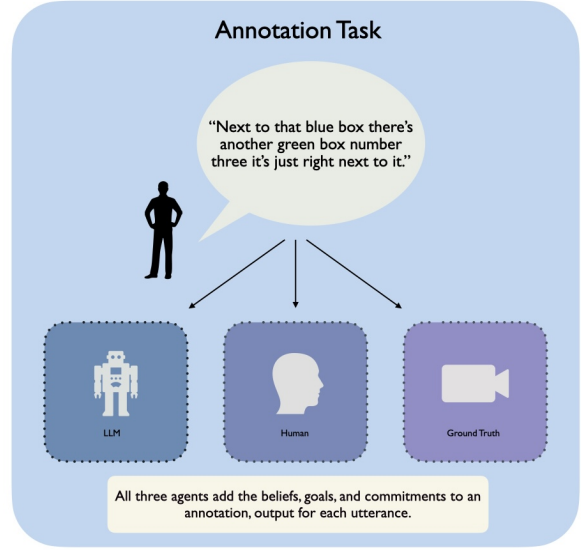 Annotation Task
“Next to that blue box there's
another green box number
three it's just right next to it.”
LLM
Human
Ground Truth
All three agents add the beliefs, goals, and commitments to an
annotation, output for each utterance.